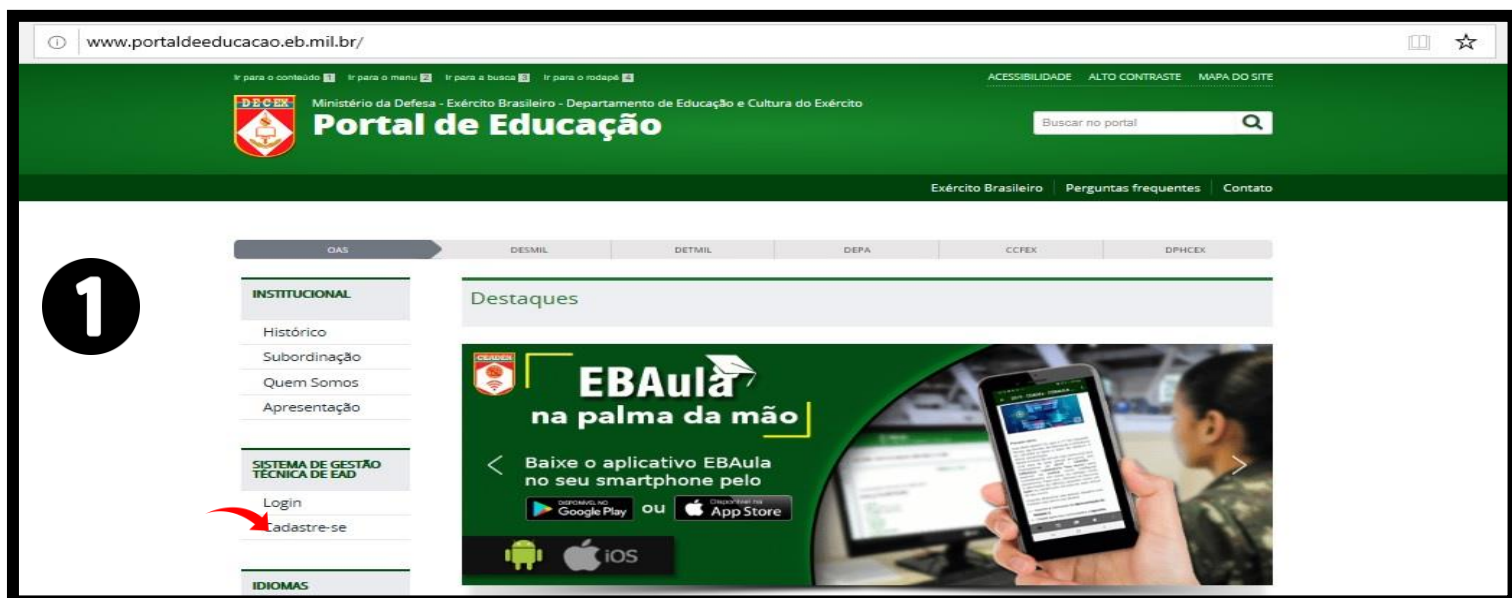 www.portaldeeducacao.eb.mil.br/
Ir para o conteúdo 1 Ir para o menu 2 Ir para a busca 3 Ir para o rodapé 4
ACESSIBILIDADE ALTO CONTRASTE MAPA DO SITE
DECEX
Ministério da Defesa - Exército Brasileiro - Departamento de Educação e Cultura do Exército
Portal de Educação
Buscar no portal
Exército Brasileiro Perguntas frequentes Contato
OAS DESMIL DETMIL DEPA CCFEX DPHCEX
1
INSTITUCIONAL
Histórico
Subordinação
Quem Somos
Apresentação
SISTEMA DE GESTÃO
TÉCNICA DE EAD
Login
Cadastre-se
IDIOMAS
Destaques
CEADEX
EBAula
na palma da mão
Baixe o aplicativo EBAula
no seu smartphone pelo
DISPONÍVEL NO
Google Play
ou
Disponível na
App Store
iOS